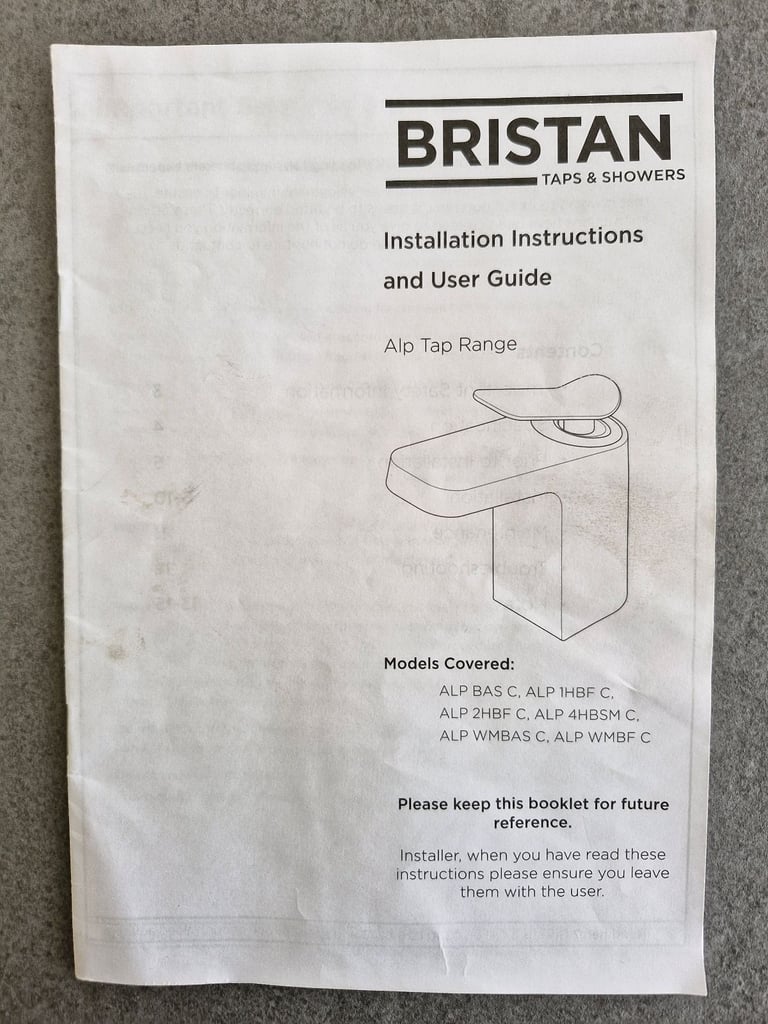 BRISTAN
TAPS & SHOWERS
Installation Instructions
and User Guide
Alp Tap Range
Models Covered:
ALP BAS C, ALP 1HBF C,
ALP 2HBF C, ALP 4HBSM C,
ALP WMBAS C, ALP WMBF C
Please keep this booklet for future
reference.
Installer, when you have read these
instructions please ensure you leave
them with the user.